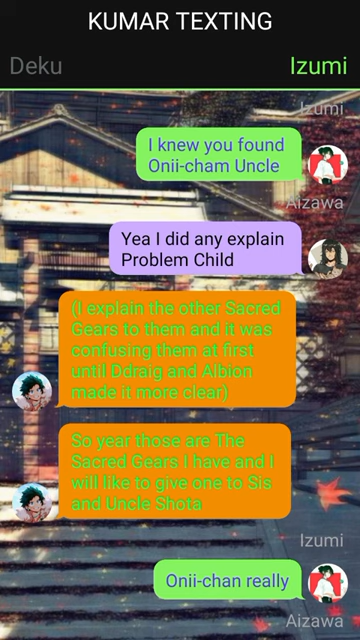 KUMAR TEXTING
Deku
Izumi
Izumi
I knew you found
Onii-cham Uncle
Aizawa
Yea I did any explain
Problem Child
(I explain the other Sacred
Gears to them and it was
confusing them at first
until Ddraig and Albion
made it more clear)
So year those are The
Sacred Gears I have and I
will like to give one to Sis
and Uncle Shota
Izumi
Onii-chan really
Aizawa